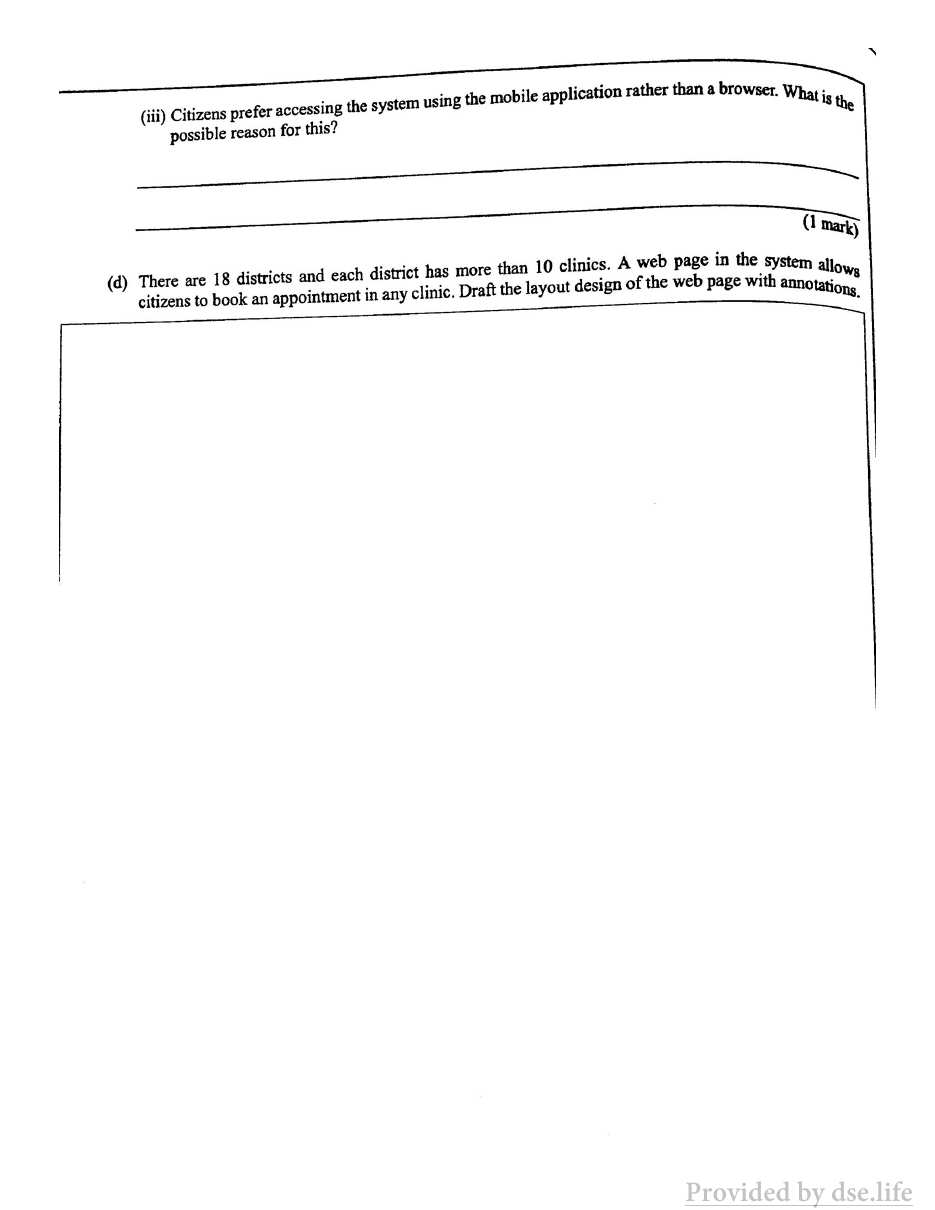 (iii) Citizens prefer accessing the system using the mobile application rather than a browser. What is the
possible reason for this?
(1 mark)
(d) There are 18 districts and each district has more than 10 clinics. A web page in the system allows
citizens to book an appointment in any clinic. Draft the layout design of the web page with annotations.
Provided by dse.life